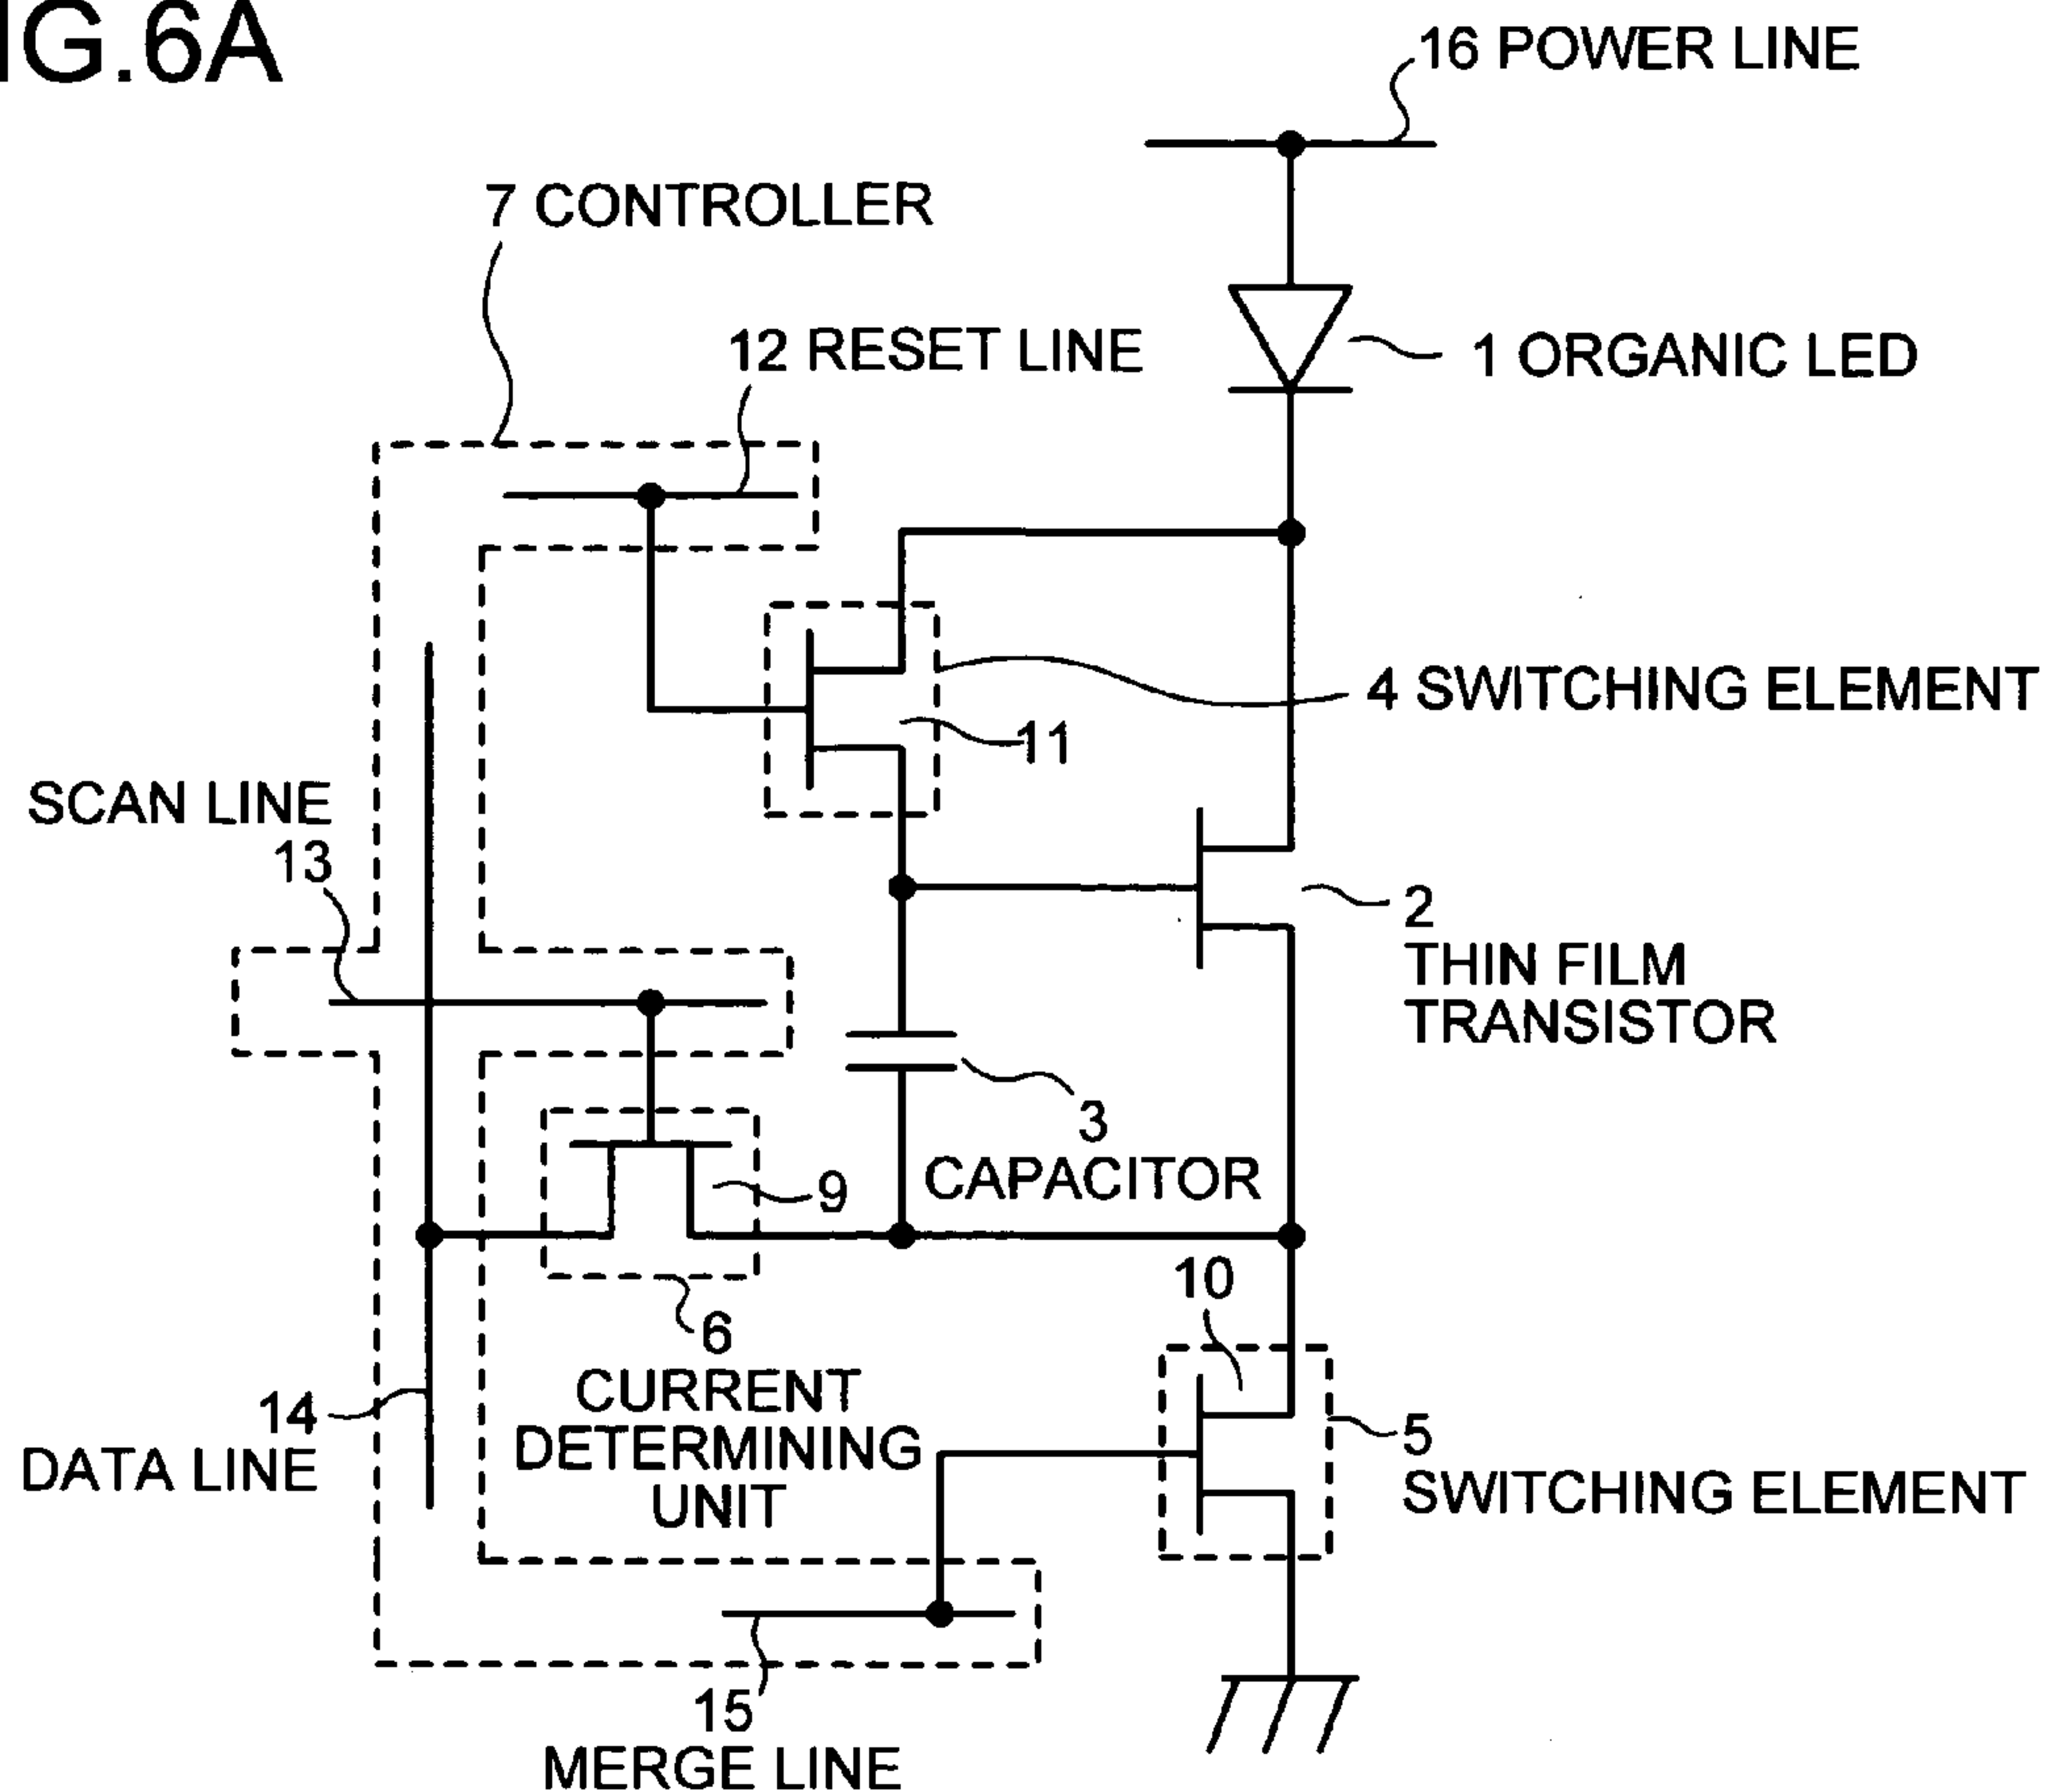 IG.6A
16 POWER LINE
7 CONTROLLER
12 RESET LINE
1 ORGANIC LED
4 SWITCHING ELEMENT
11
SCAN LINE
13
2
THIN FILM
TRANSISTOR
3
CAPACITOR
9
10
6
CURRENT
DETERMINING
UNIT
14
DATA LINE
5
SWITCHING ELEMENT
15
MERGE LINE